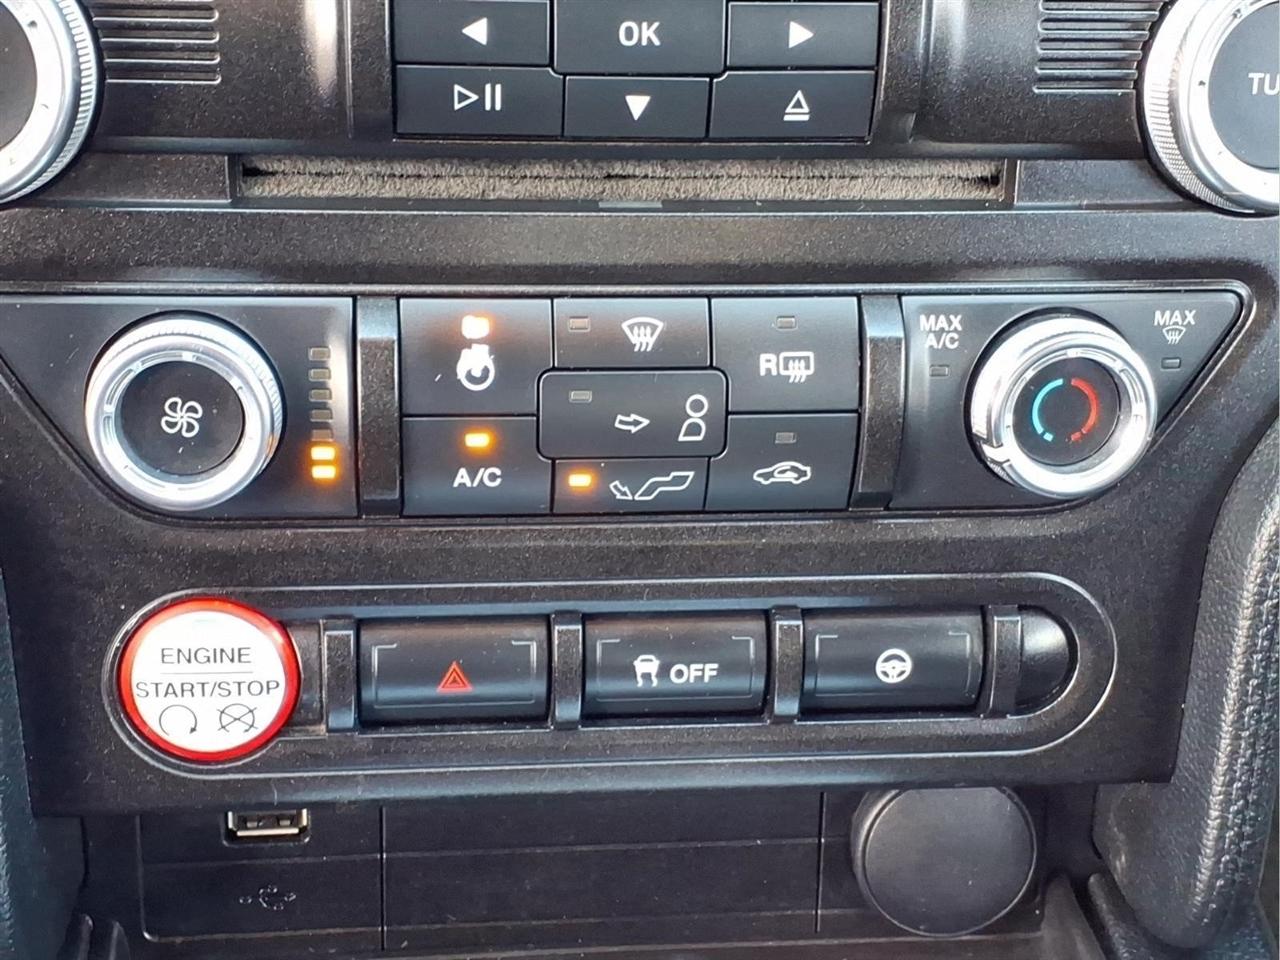 OK
TU
MAX
A/C
MAX
R
A/C
ENGINE
START/STOP
OFF